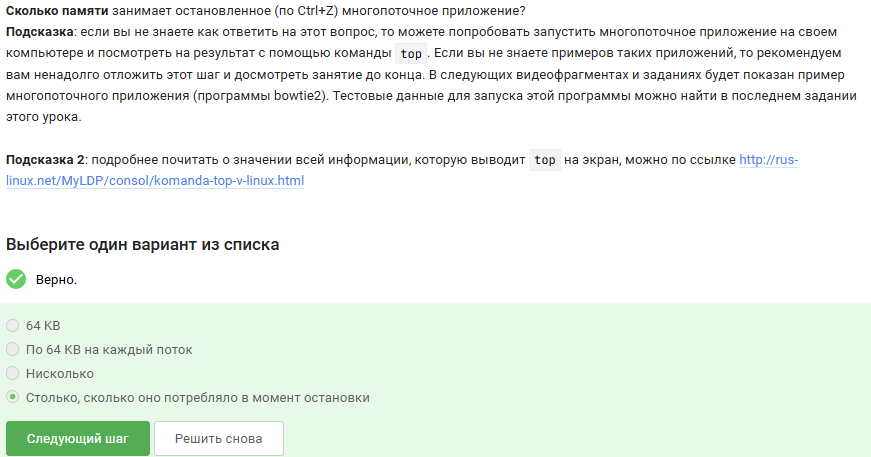 Сколько памяти занимает остановленное (по Ctrl+Z) многопоточное приложение?
Подсказка: если вы не знаете как ответить на этот вопрос, то можете попробовать запустить многопоточное приложение на своем
компьютере и посмотреть на результат с помощью команды top. Если вы не знаете примеров таких приложений, то рекомендуем
вам ненадолго отложить этот шаг и досмотреть занятие до конца. В следующих видеофрагментах и заданиях будет показан пример
многопоточного приложения (программы bowtie2). Тестовые данные для запуска этой программы можно найти в последнем задании
этого урока.
Подсказка 2: подробнее почитать о значении всей информации, которую выводит top на экран, можно по ссылке http://rus-
linux.net/MyLDP/consol/komanda-top-v-linux.html
Выберите один вариант из списка
Верно.
64 KB
По 64 KB на каждый поток
Нисколько
Столько, сколько оно потребляло в момент остановки
Следующий шаг
Решить снова